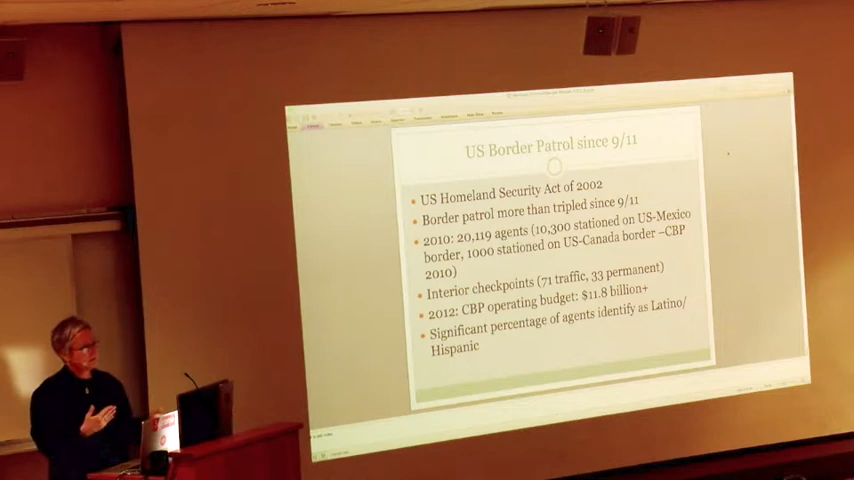 US Border Patrol since 9/11
• US Homeland Security Act of 2002
• Border patrol more than tripled since 9/11
• 2010: 20,119 agents (10,300 stationed on US-Mexico
border, 1000 stationed on US-Canada border –CBP
2010)
• Interior checkpoints (71 traffic, 33 permanent)
• 2012: CBP operating budget: $11.8 billion+
• Significant percentage of agents identify as Latino/
Hispanic